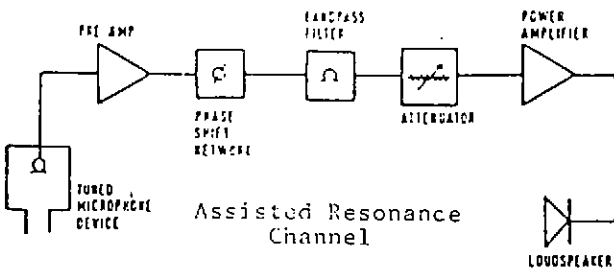 PRE AMP
PHASE
SHIFT
NETWORK
BANDPASS
FILTER
ATTENUATOR
POWER
AMPLIFIER
TUNED
MICROPHONE
DEVICE
Assisted Resonance
Channel
LOUDSPEAKER